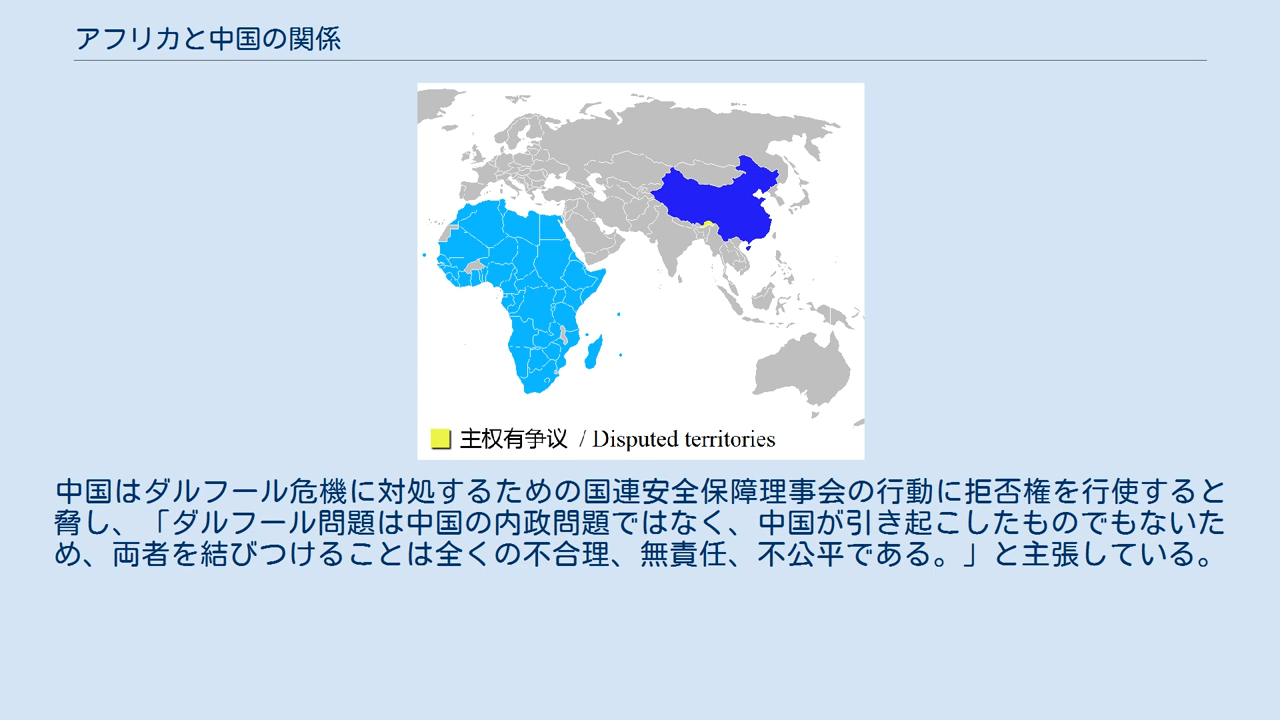 アフリカと中国の関係
主权有争议 / Disputed territories
中国はダルフール危機に対処するための国連安全保障理事会の行動に拒否権を行使すると
脅し、「ダルフール問題は中国の内政問題ではなく、中国が引き起こしたものでもないた
め、両者を結びつけることは全くの不合理、無責任、不公平である。」と主張している。